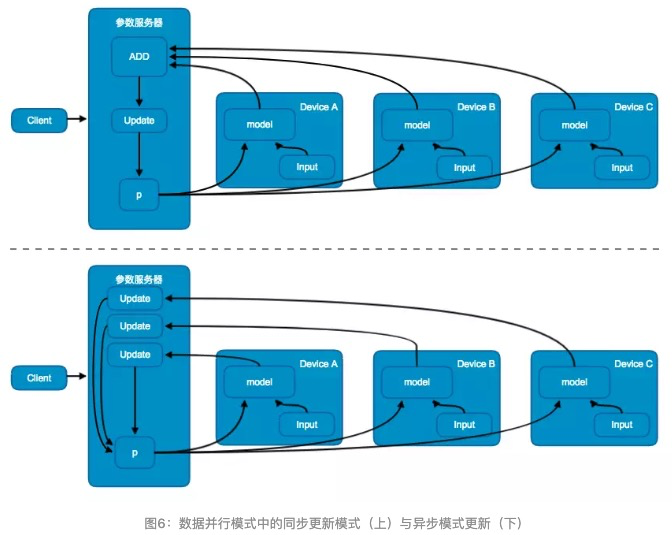 参数服务器
ADD
Client
Update
p
Device A
model
Input
Device B
model
Input
Device C
model
Input
参数服务器
Update
Update
Update
Client
p
Device A
model
Input
Device B
model
Input
Device C
model
Input
图6：数据并行模式中的同步更新模式（上）与异步模式更新（下）